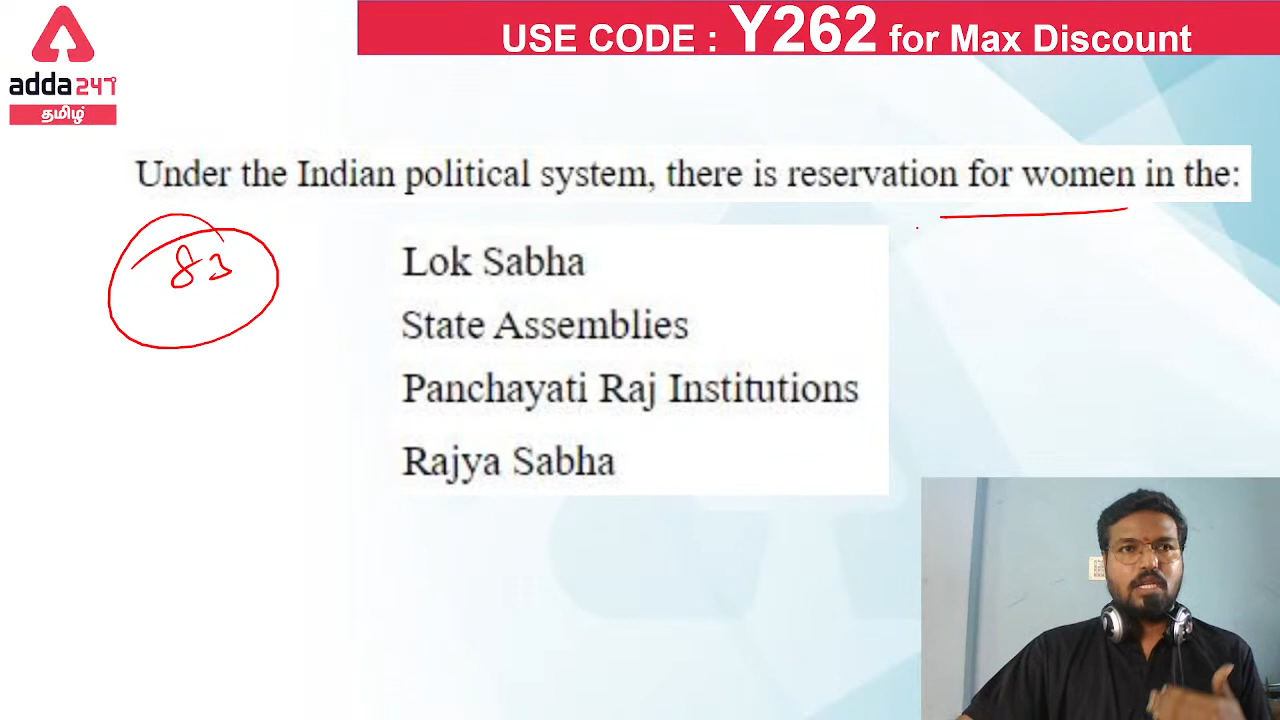 USE CODE : Y262 for Max Discount
adda247
தமிழ்
Under the Indian political system, there is reservation for women in the:
83
Lok Sabha
State Assemblies
Panchayati Raj Institutions
Rajya Sabha